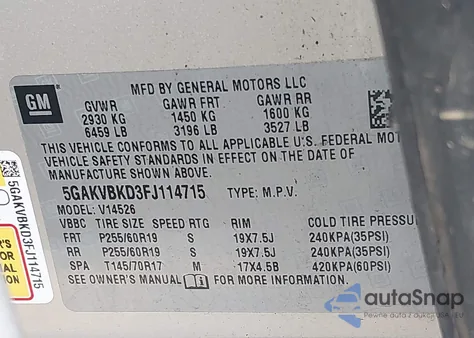 MFD BY GENERAL MOTORS LLC
GM
GVWR GAWR FRT GAWR RR
2930 KG 1450 KG 1600 KG
6459 LB 3196 LB 3527 LB
THIS VEHICLE CONFORMS TO ALL APPLICABLE U.S. FEDERAL MOT
VEHICLE SAFETY STANDARDS IN EFFECT ON THE DATE OF
MANUFACTURE SHOWN ABOVE.
5GAKVBKD3FJ114715 TYPE: M.P.V.
MODEL: V14526
VBBC TIRE SIZE SPEED RTG RIM COLD TIRE PRESSU
FRT P255/60R19 S 19X7.5J 240KPA(35PSI)
RR P255/60R19 S 19X7.5J 240KPA(35PSI)
SPA T145/70R17 M 17X4.5B 420KPA(60PSI)
SEE OWNER'S MANUAL FOR MORE INFORMATION.
5GAKVBKD3FJ114715
autoSnap